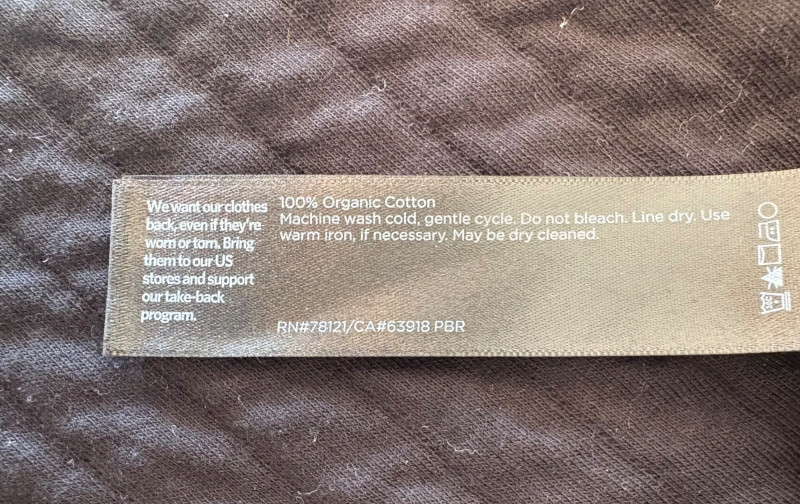 We want our clothes
back, even if they're
worn or torn. Bring
them to our US
stores and support
our take-back
program.
100% Organic Cotton
Machine wash cold, gentle cycle. Do not bleach. Line dry. Use
warm iron, if necessary. May be dry cleaned.
RN#78121/CA#63918 PBR